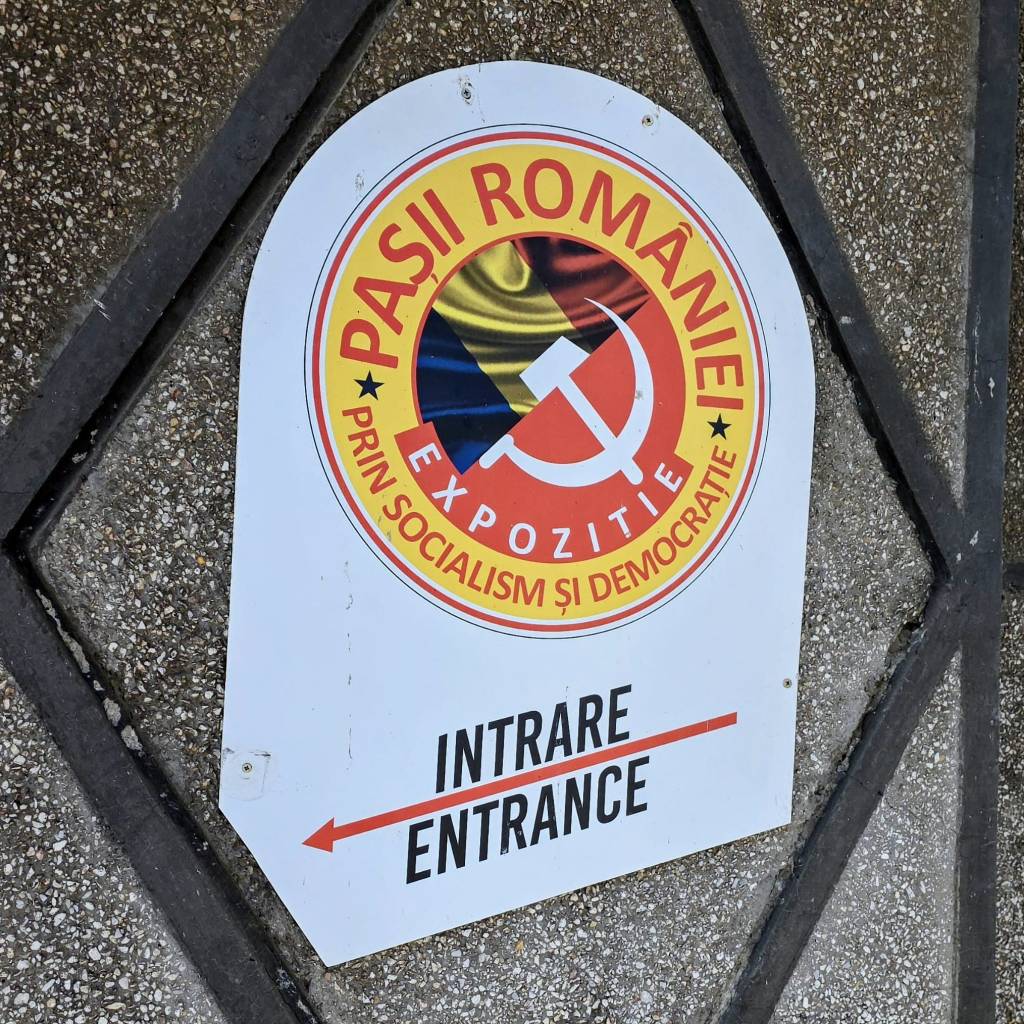 PAȘII ROMÂNIEI
EXPOZIȚIE
PRIN SOCIALISM ȘI DEMOCRAȚIE
INTRARE
ENTRANCE